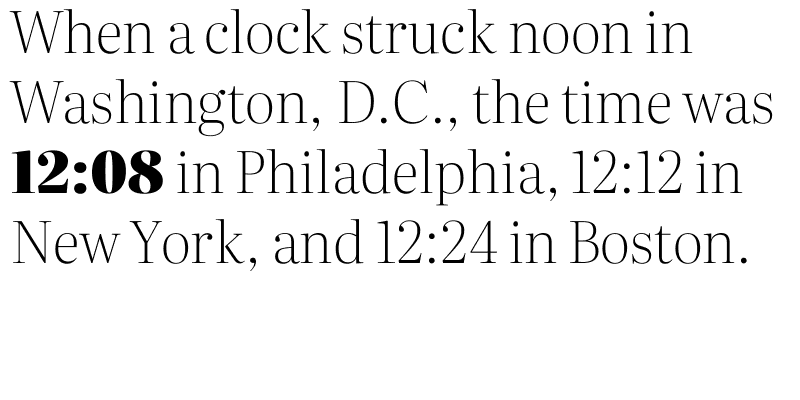 When a clock struck noon in
Washington, D.C., the time was
12:08 in Philadelphia, 12:12 in
New York, and 12:24 in Boston.